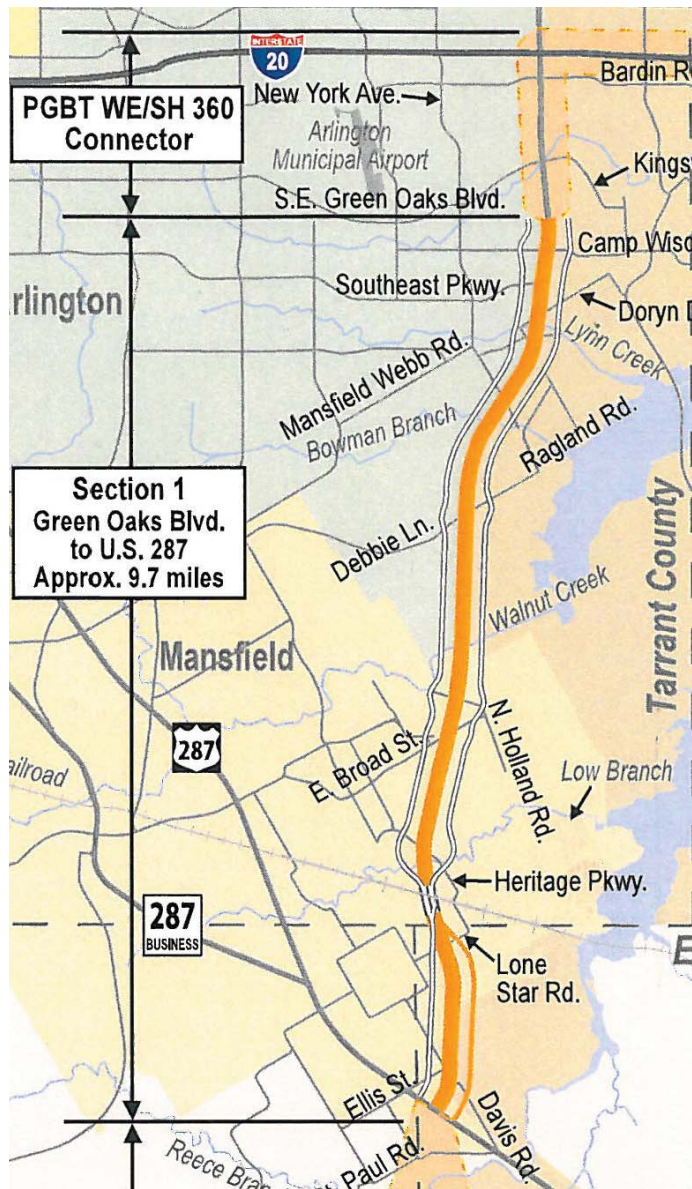 INTERSTATE
20
Bardin
PGBT WE/SH 360
Connector
New York Ave.
Arlington
Municipal Airport
S.E. Green Oaks Blvd.
Camp
Southeast Pkwy.
rlington
Doryn
Lynn Creek
Mansfield Webb Rd.
Bowman Branch
Ragland Rd.
Section 1
Green Oaks Blvd.
to U.S. 287
Approx. 9.7 miles
Debbie Ln.
Tarrant County
Walnut Creek
Mansfield
287
N. Holland Rd.
E. Broad St.
Low Branch
ailroad
Heritage Pkwy.
287
BUSINESS
Lone
Star Rd.
E
Ellis St.
Davis Rd.
Reece
Paul Rd.